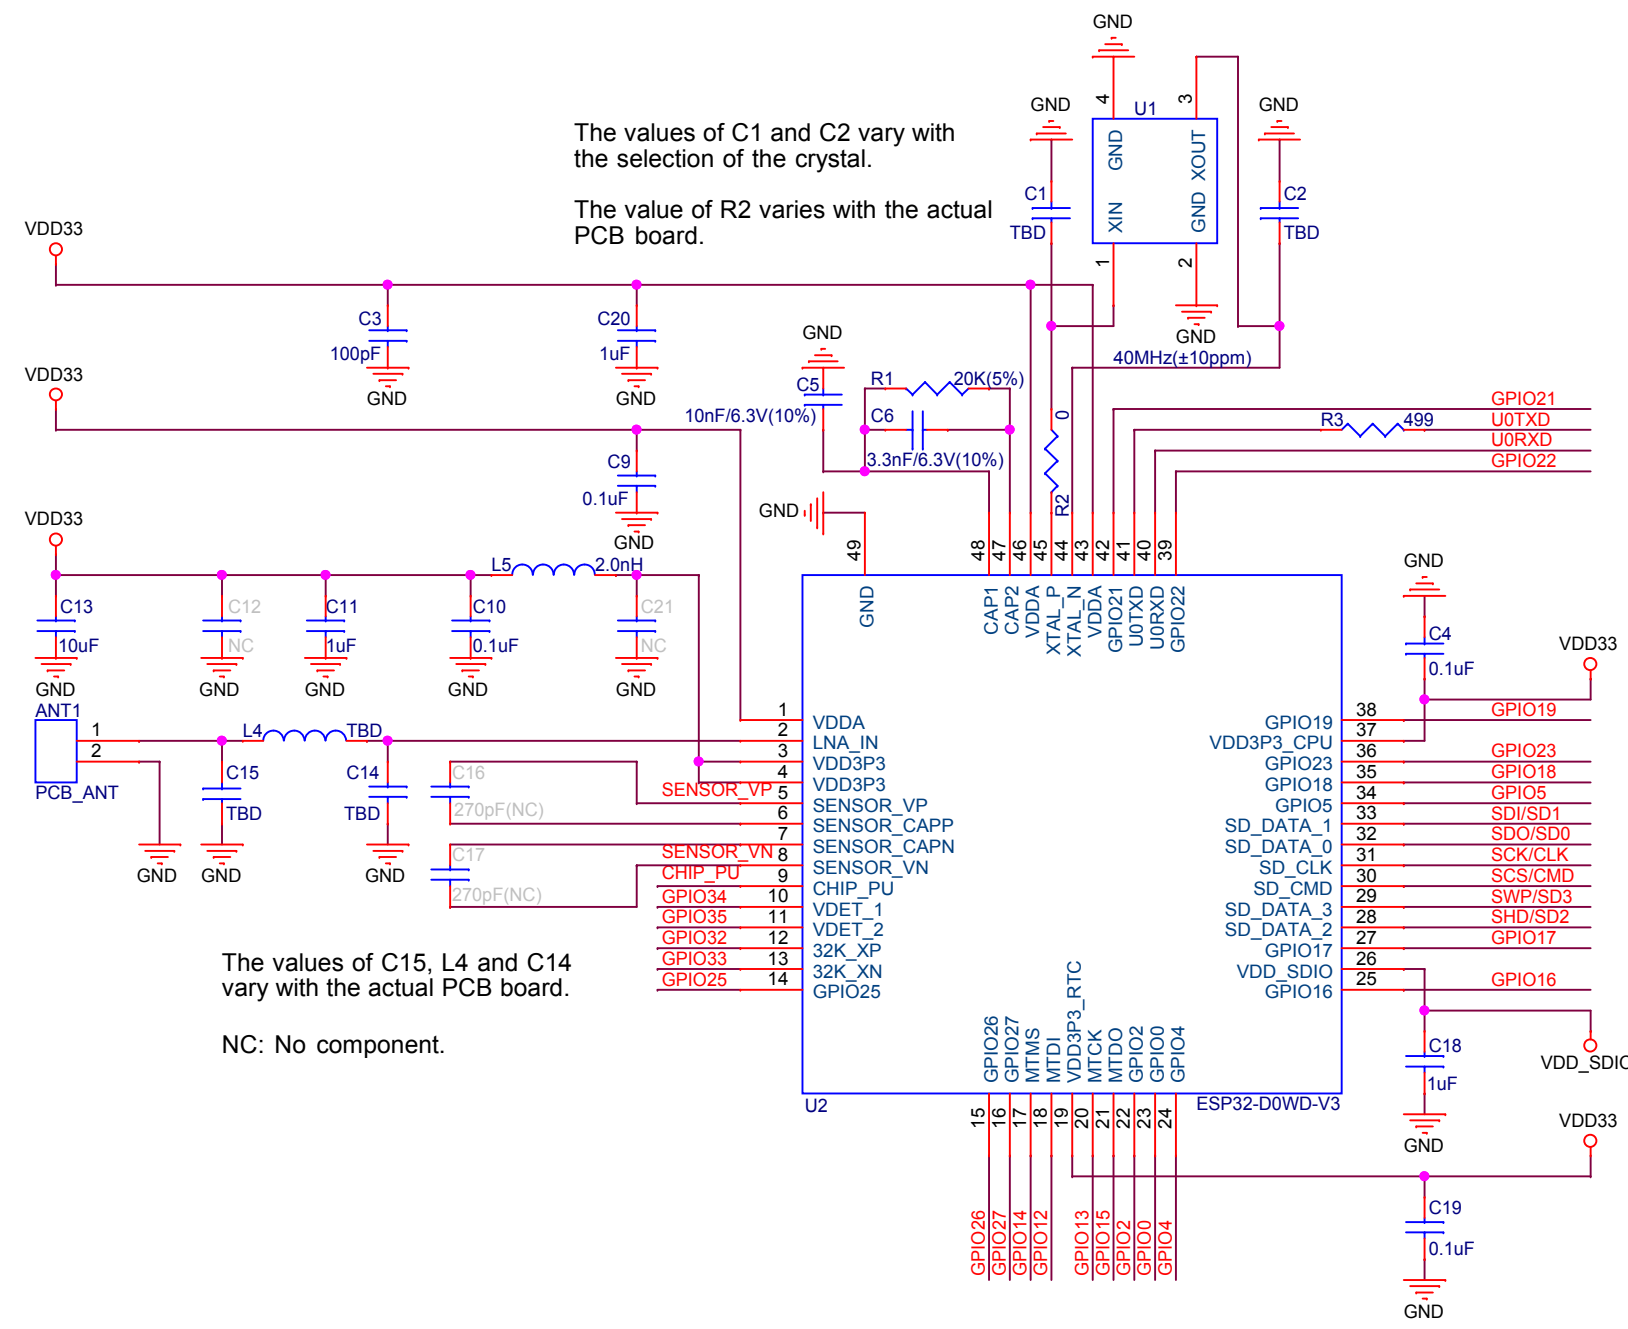 GND
GND
4
U1
3
GND
GND
XOUT
XIN
GND
1
2
GND
C1
TBD
C2
TBD
40MHz(±10ppm)
The values of C1 and C2 vary with
the selection of the crystal.
The value of R2 varies with the actual
PCB board.
VDD33
C3
100pF
GND
C20
1uF
GND
VDD33
C9
0.1uF
GND
GND
C5
10nF/6.3V(10%)
R1
20K(5%)
C6
3.3nF/6.3V(10%)
0
R2
GPIO21
R3
499
U0TXD
U0RXD
GPIO22
GND
VDD33
L5
2.0nH
C13
10uF
GND
C12
NC
GND
C11
1uF
GND
C10
0.1uF
GND
C21
NC
GND
49
48
47
46
45
44
43
42
41
40
39
GND
CAP1
CAP2
VDDA
XTAL_P
XTAL_N
VDDA
GPIO21
U0TXD
U0RXD
GPIO22
GND
C4
0.1uF
VDD33
ANT1
1
2
PCB_ANT
GND
L4
TBD
C15
TBD
GND
C14
TBD
GND
C16
270pF(NC)
C17
270pF(NC)
1 VDDA
2 LNA_IN
3 VDD3P3
4 VDD3P3
SENSOR_VP 5 SENSOR_VP
6 SENSOR_CAPP
7 SENSOR_CAPN
SENSOR_VN 8 SENSOR_VN
CHIP_PU 9 CHIP_PU
GPIO34 10 VDET_1
GPIO35 11 VDET_2
GPIO32 12 32K_XP
GPIO33 13 32K_XN
GPIO25 14 GPIO25
GPIO19 38 GPIO19
VDD3P3_CPU 37
GPIO23 36 GPIO23
GPIO18 35 GPIO18
GPIO5 34 GPIO5
SD_DATA_1 33 SDI/SD1
SD_DATA_0 32 SDO/SD0
SD_CLK 31 SCK/CLK
SD_CMD 30 SCS/CMD
SD_DATA_3 29 SWP/SD3
SD_DATA_2 28 SHD/SD2
GPIO17 27 GPIO17
VDD_SDIO 26
GPIO16 25 GPIO16
The values of C15, L4 and C14
vary with the actual PCB board.
NC: No component.
GPIO26
GPIO27
MTMS
MTDI
VDD3P3_RTC
MTCK
MTDO
GPIO2
GPIO0
GPIO4
U2
ESP32-D0WD-V3
C18
1uF
GND
VDD_SDIO
15
16
17
18
19
20
21
22
23
24
VDD33
C19
0.1uF
GND
GPIO26
GPIO27
GPIO14
GPIO12
GPIO13
GPIO15
GPIO2
GPIO0
GPIO4